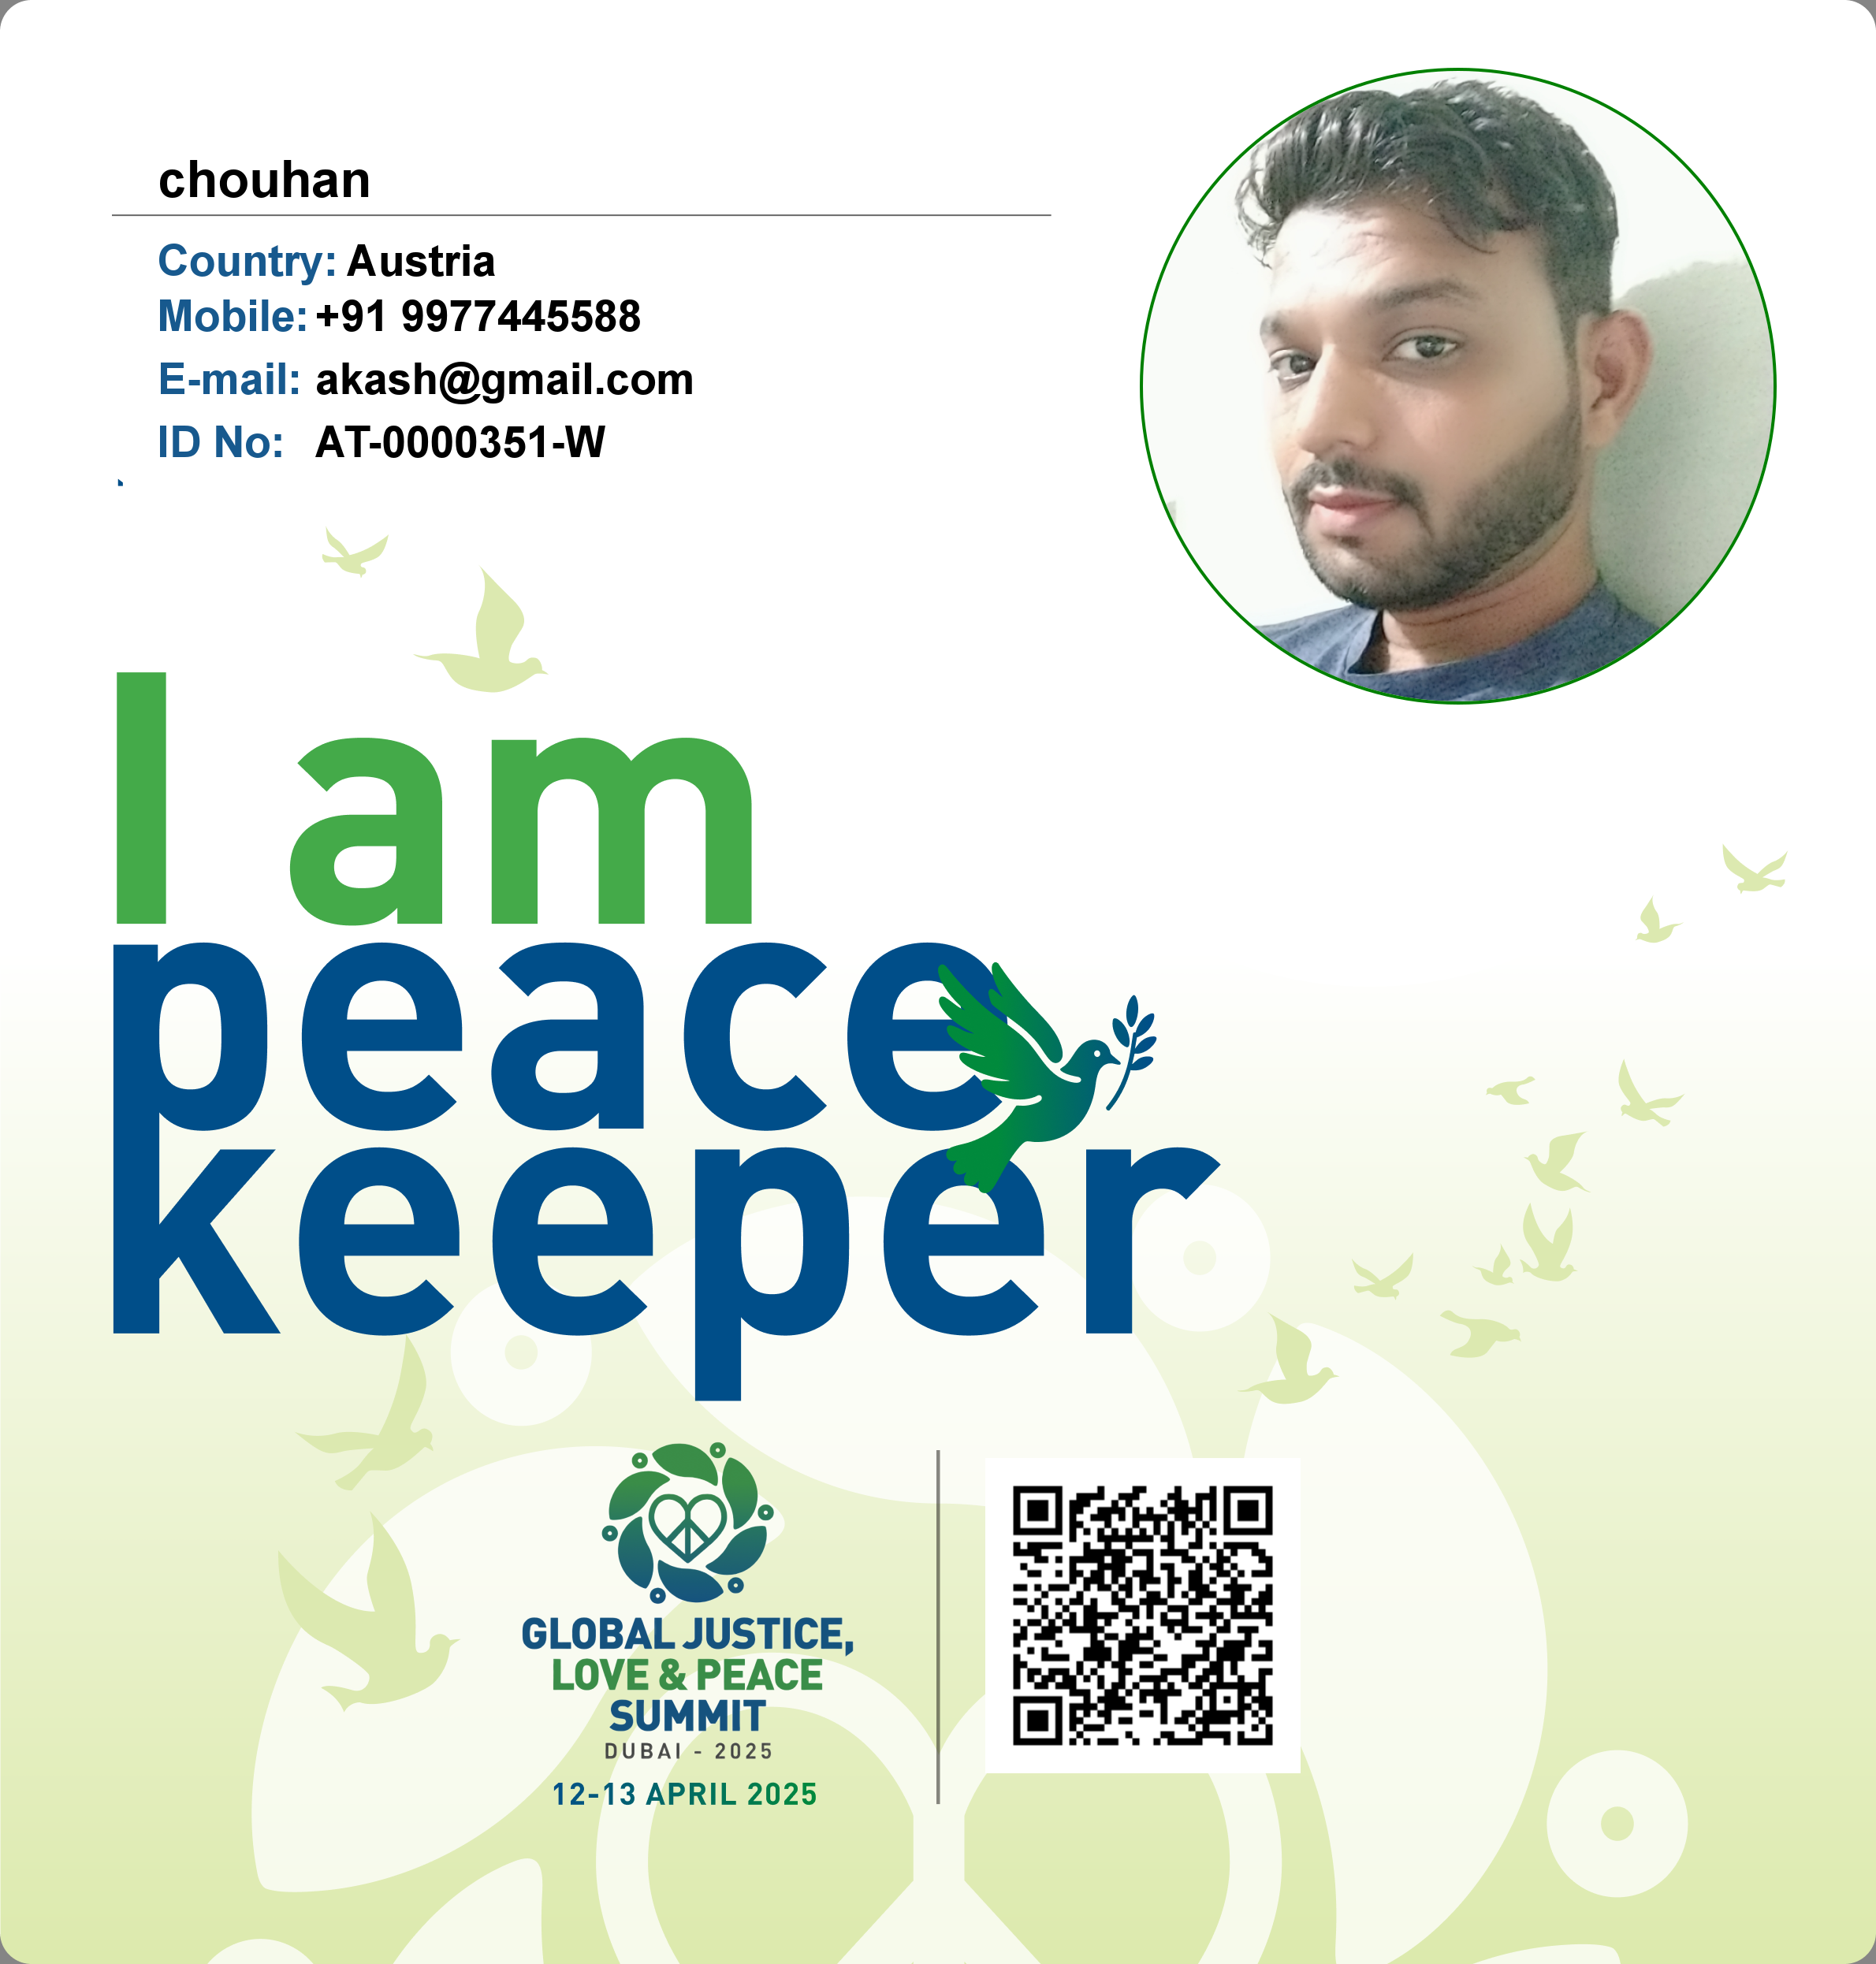 chouhan
Country: Austria
Mobile: +91 9977445588
E-mail: akash@gmail.com
ID No: AT-0000351-W
I am
peace
keeper
GLOBAL JUSTICE,
LOVE & PEACE
SUMMIT
DUBAI - 2025
12-13 APRIL 2025